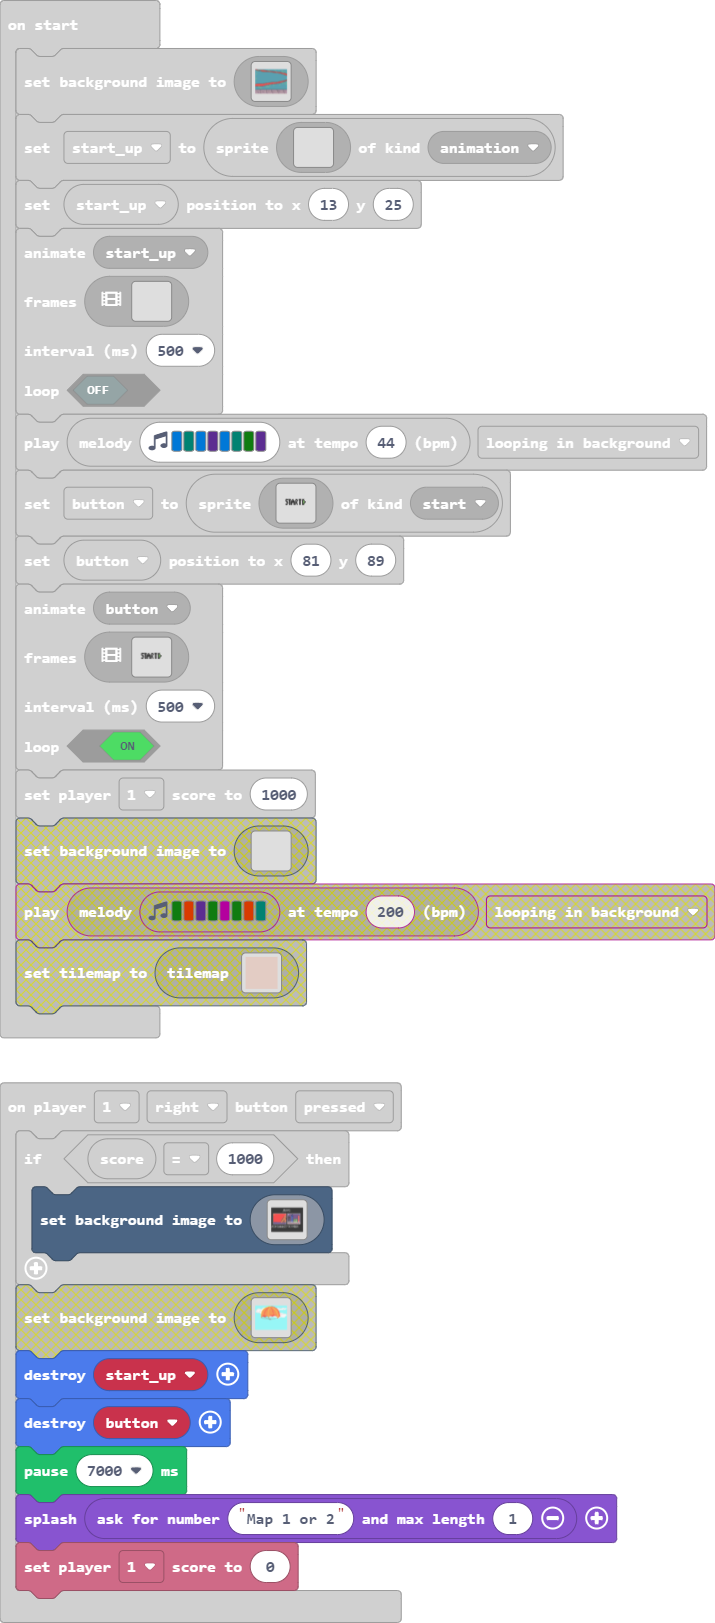 on start
set background image to
set start_up to sprite of kind animation
set start_up position to x 13 y 25
animate start_up
frames
interval (ms) 500
loop OFF
play melody at tempo 44 (bpm) looping in background
set button to sprite START of kind start
set button position to x 81 y 89
animate button
frames START
interval (ms) 500
loop ON
set player 1 score to 1000
set background image to
play melody at tempo 200 (bpm) looping in background
set tilemap to tilemap
on player 1 right button pressed
if score = 1000 then
set background image to
set background image to
destroy start_up
destroy button
pause 7000 ms
splash ask for number "Map 1 or 2" and max length 1
set player 1 score to 0